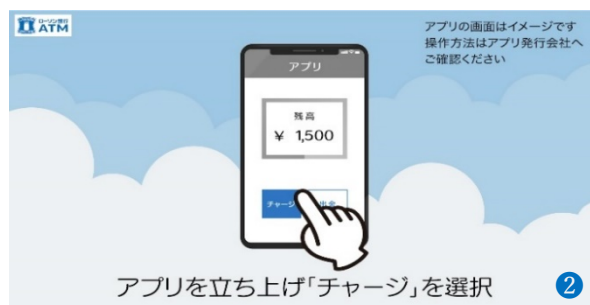 ローソン銀行
ATM
アプリの画面はイメージです
操作方法はアプリ発行会社へ
ご確認ください
アプリ
残高
¥ 1,500
チャージ
アプリを立ち上げ「チャージ」を選択
2